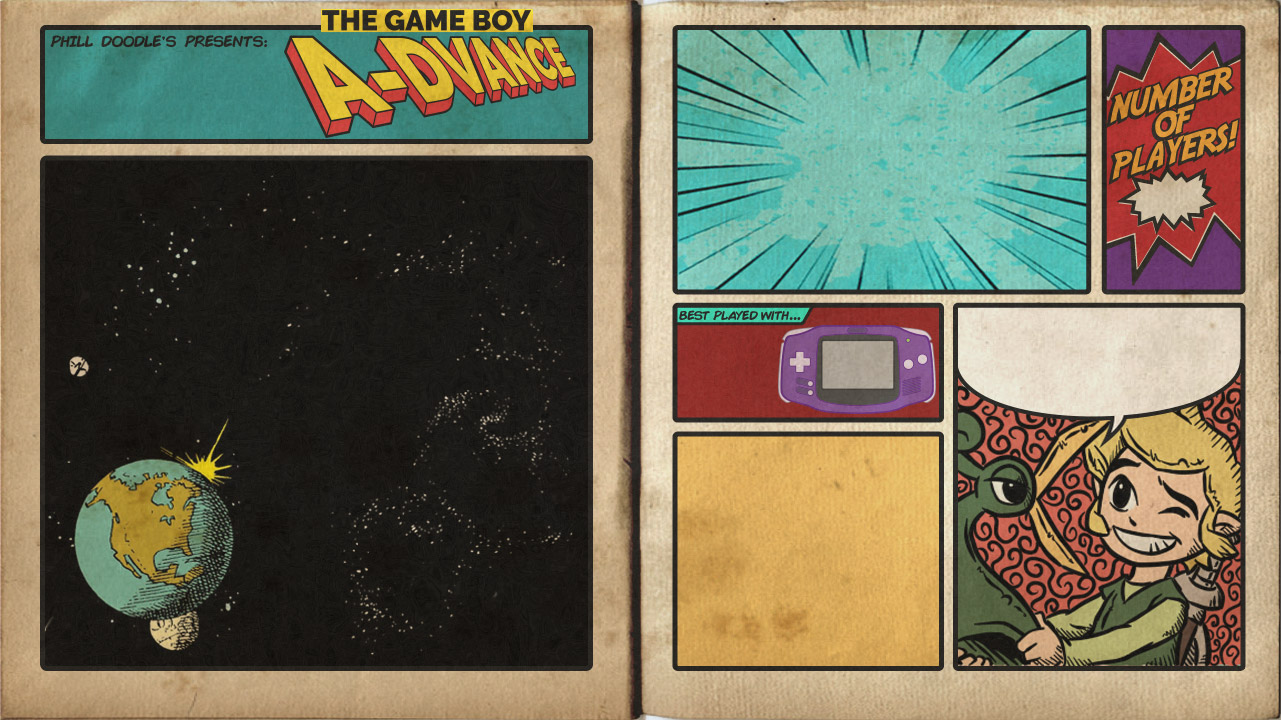 THE GAME BOY
PHILL DOODLE'S PRESENTS:
A-DVANCE
NUMBER
OF
PLAYERS!
BEST PLAYED WITH...